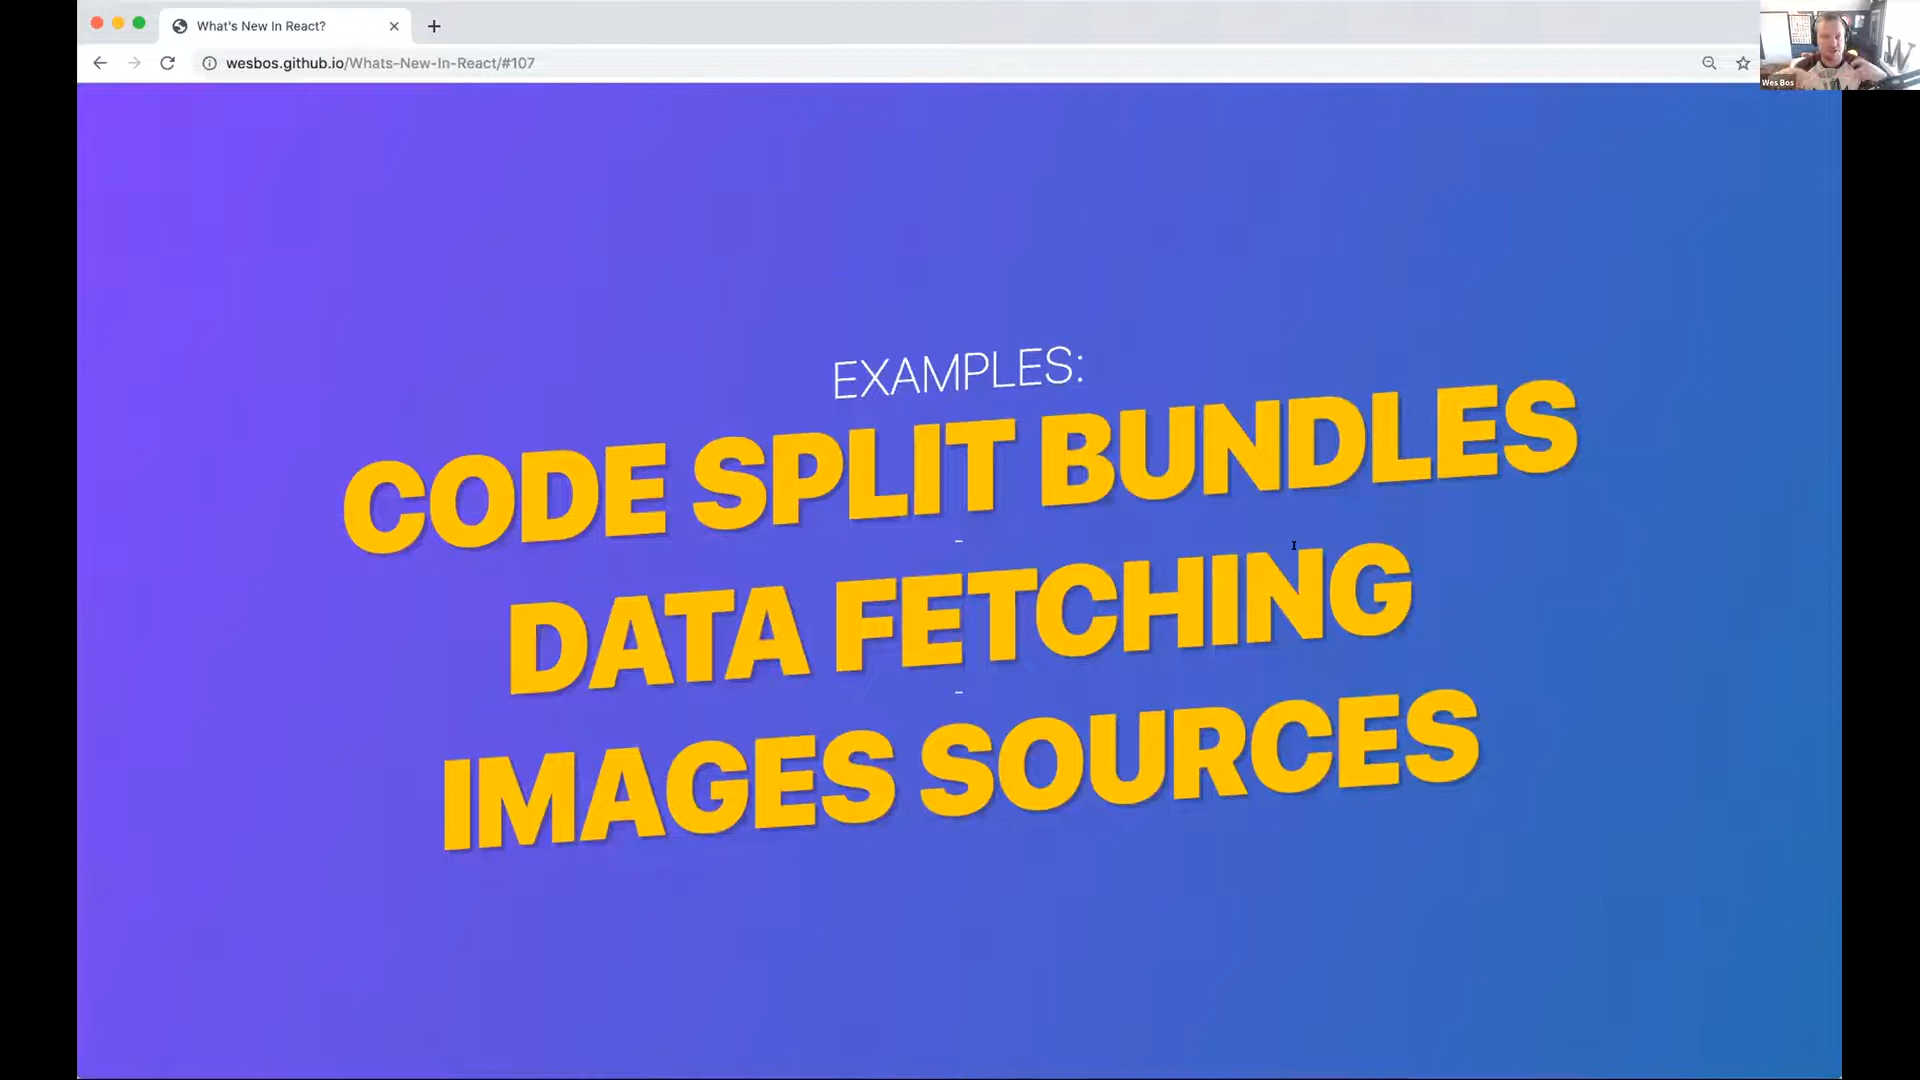 What's New In React?
wesbos.github.io/Whats-New-In-React/#107
W
Wes Bos
EXAMPLES:
CODE SPLIT BUNDLES
-
DATA FETCHING
-
IMAGES SOURCES